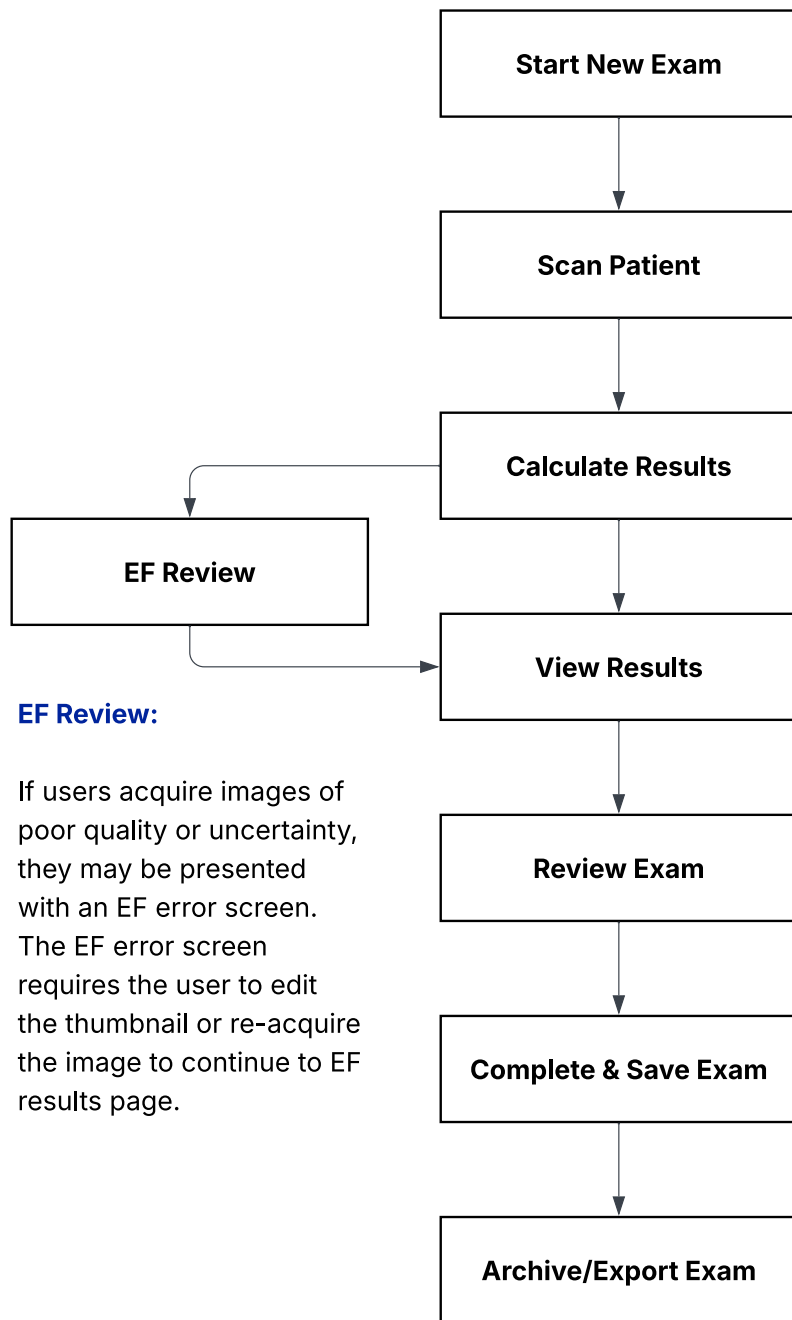 Start New Exam
Scan Patient
Calculate Results
EF Review
View Results
EF Review:
If users acquire images of
poor quality or uncertainty,
they may be presented
with an EF error screen.
The EF error screen
requires the user to edit
the thumbnail or re-acquire
the image to continue to EF
results page.
Review Exam
Complete & Save Exam
Archive/Export Exam